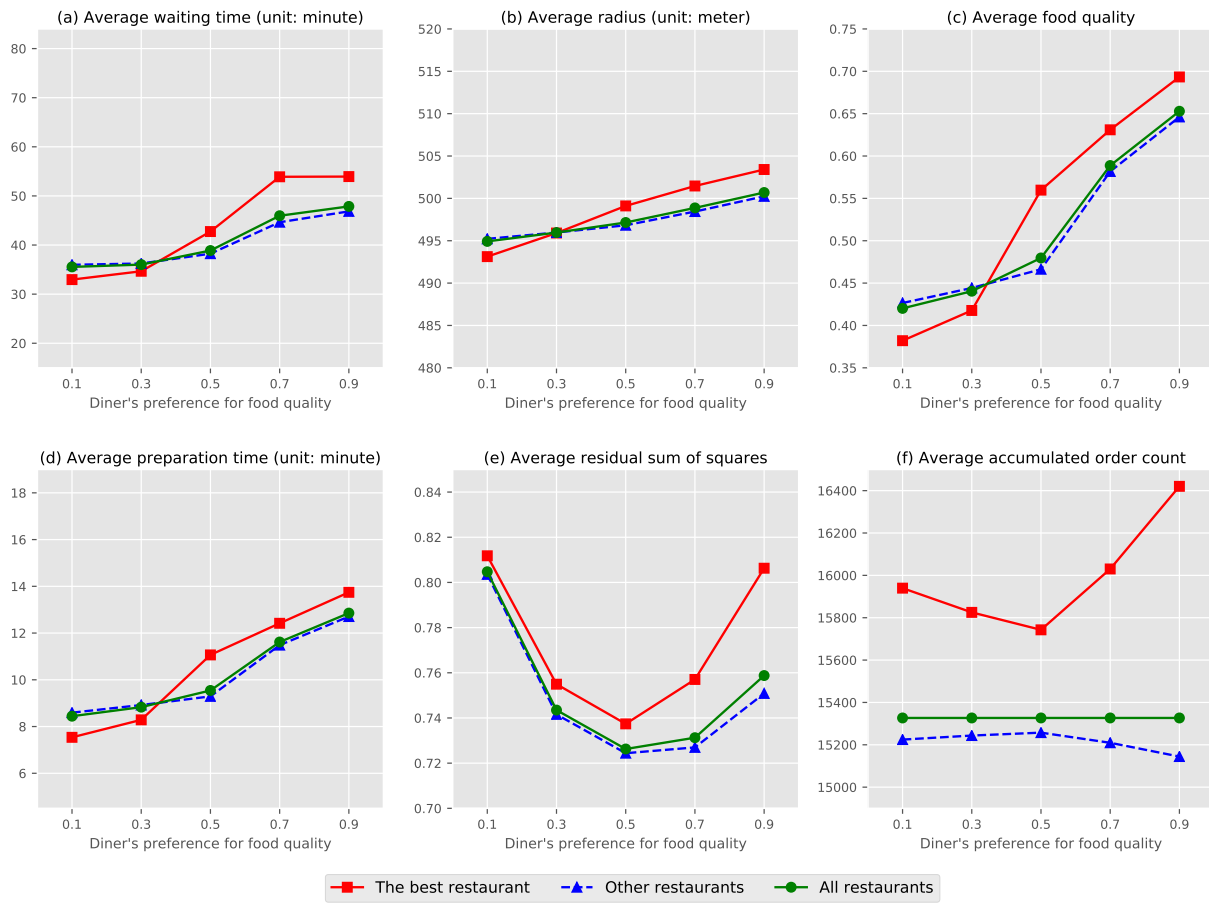 (a) Average waiting time (unit: minute)
80
70
60
50
40
30
20
0.1 0.3 0.5 0.7 0.9
Diner's preference for food quality
(b) Average radius (unit: meter)
520
515
510
505
500
495
490
485
480
0.1 0.3 0.5 0.7 0.9
Diner's preference for food quality
(c) Average food quality
0.75
0.70
0.65
0.60
0.55
0.50
0.45
0.40
0.35
0.1 0.3 0.5 0.7 0.9
Diner's preference for food quality
(d) Average preparation time (unit: minute)
18
16
14
12
10
8
6
0.1 0.3 0.5 0.7 0.9
Diner's preference for food quality
(e) Average residual sum of squares
0.84
0.82
0.80
0.78
0.76
0.74
0.72
0.70
0.1 0.3 0.5 0.7 0.9
Diner's preference for food quality
(f) Average accumulated order count
16400
16200
16000
15800
15600
15400
15200
15000
0.1 0.3 0.5 0.7 0.9
Diner's preference for food quality
The best restaurant Other restaurants All restaurants